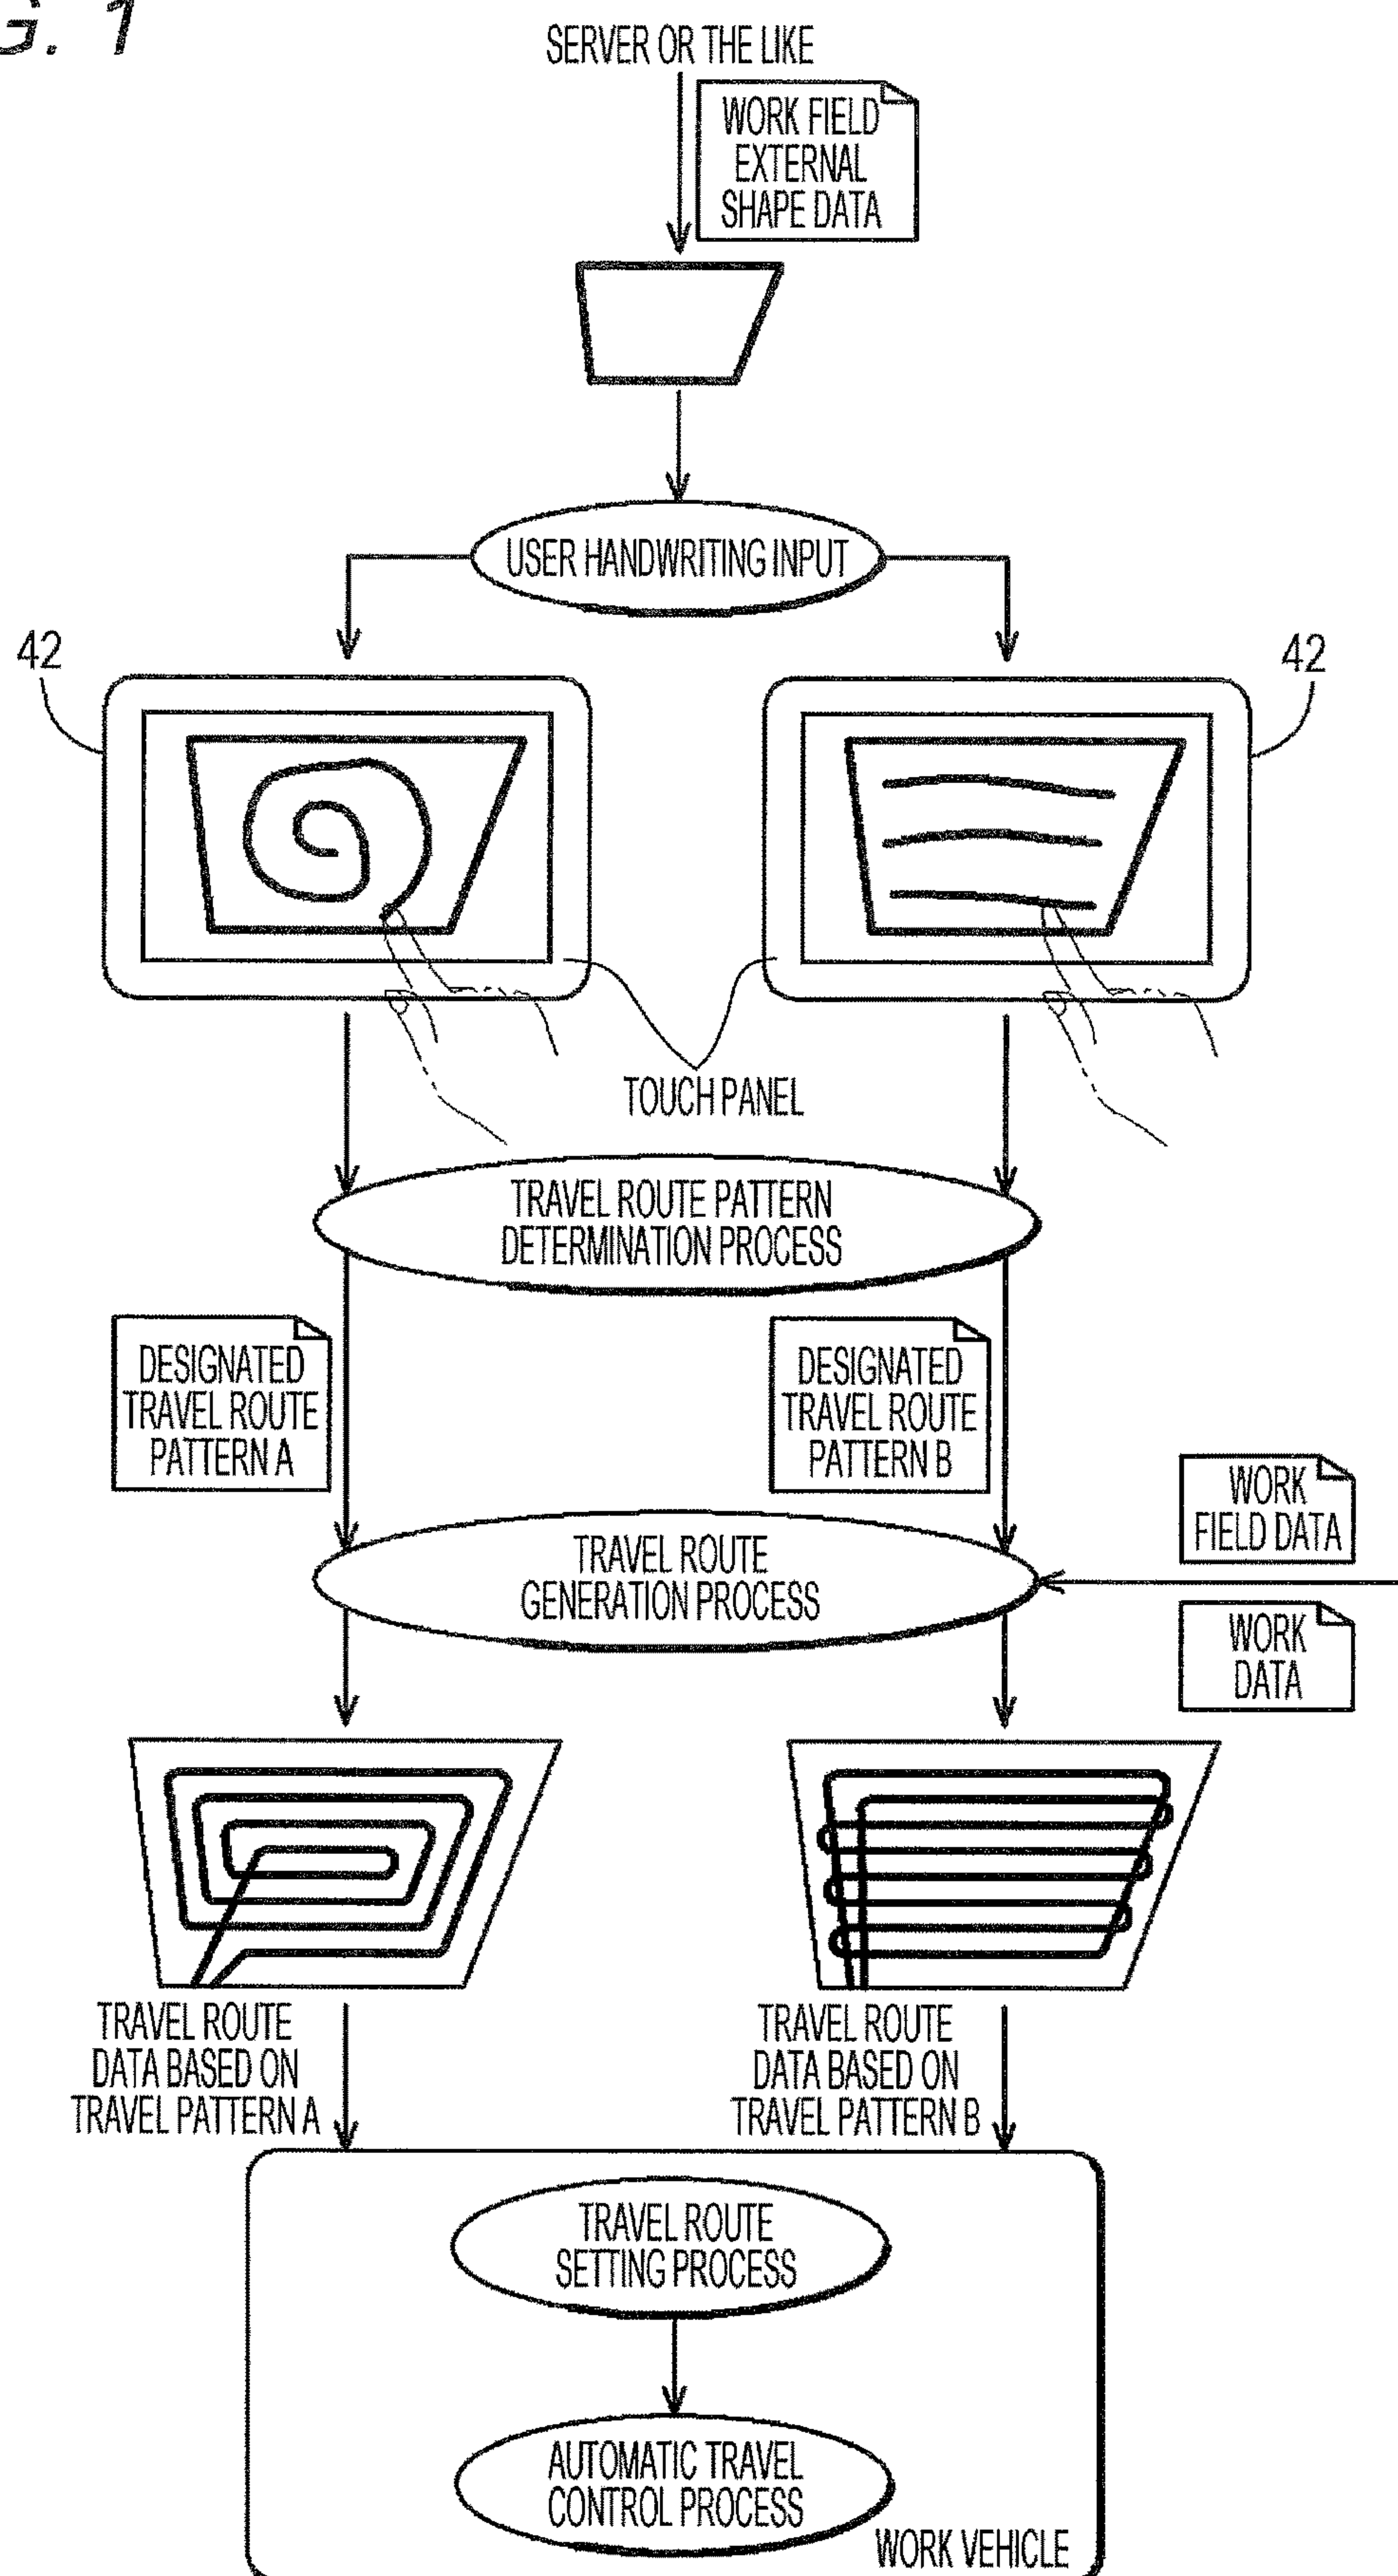 G. 1
SERVER OR THE LIKE
WORK FIELD
EXTERNAL
SHAPE DATA
USER HANDWRITING INPUT
42
42
TOUCH PANEL
TRAVEL ROUTE PATTERN
DETERMINATION PROCESS
DESIGNATED
TRAVEL ROUTE
PATTERN A
DESIGNATED
TRAVEL ROUTE
PATTERN B
WORK
FIELD DATA
TRAVEL ROUTE
GENERATION PROCESS
WORK
DATA
TRAVEL ROUTE
DATA BASED ON
TRAVEL PATTERN A
TRAVEL ROUTE
DATA BASED ON
TRAVEL PATTERN B
TRAVEL ROUTE
SETTING PROCESS
AUTOMATIC TRAVEL
CONTROL PROCESS
WORK VEHICLE